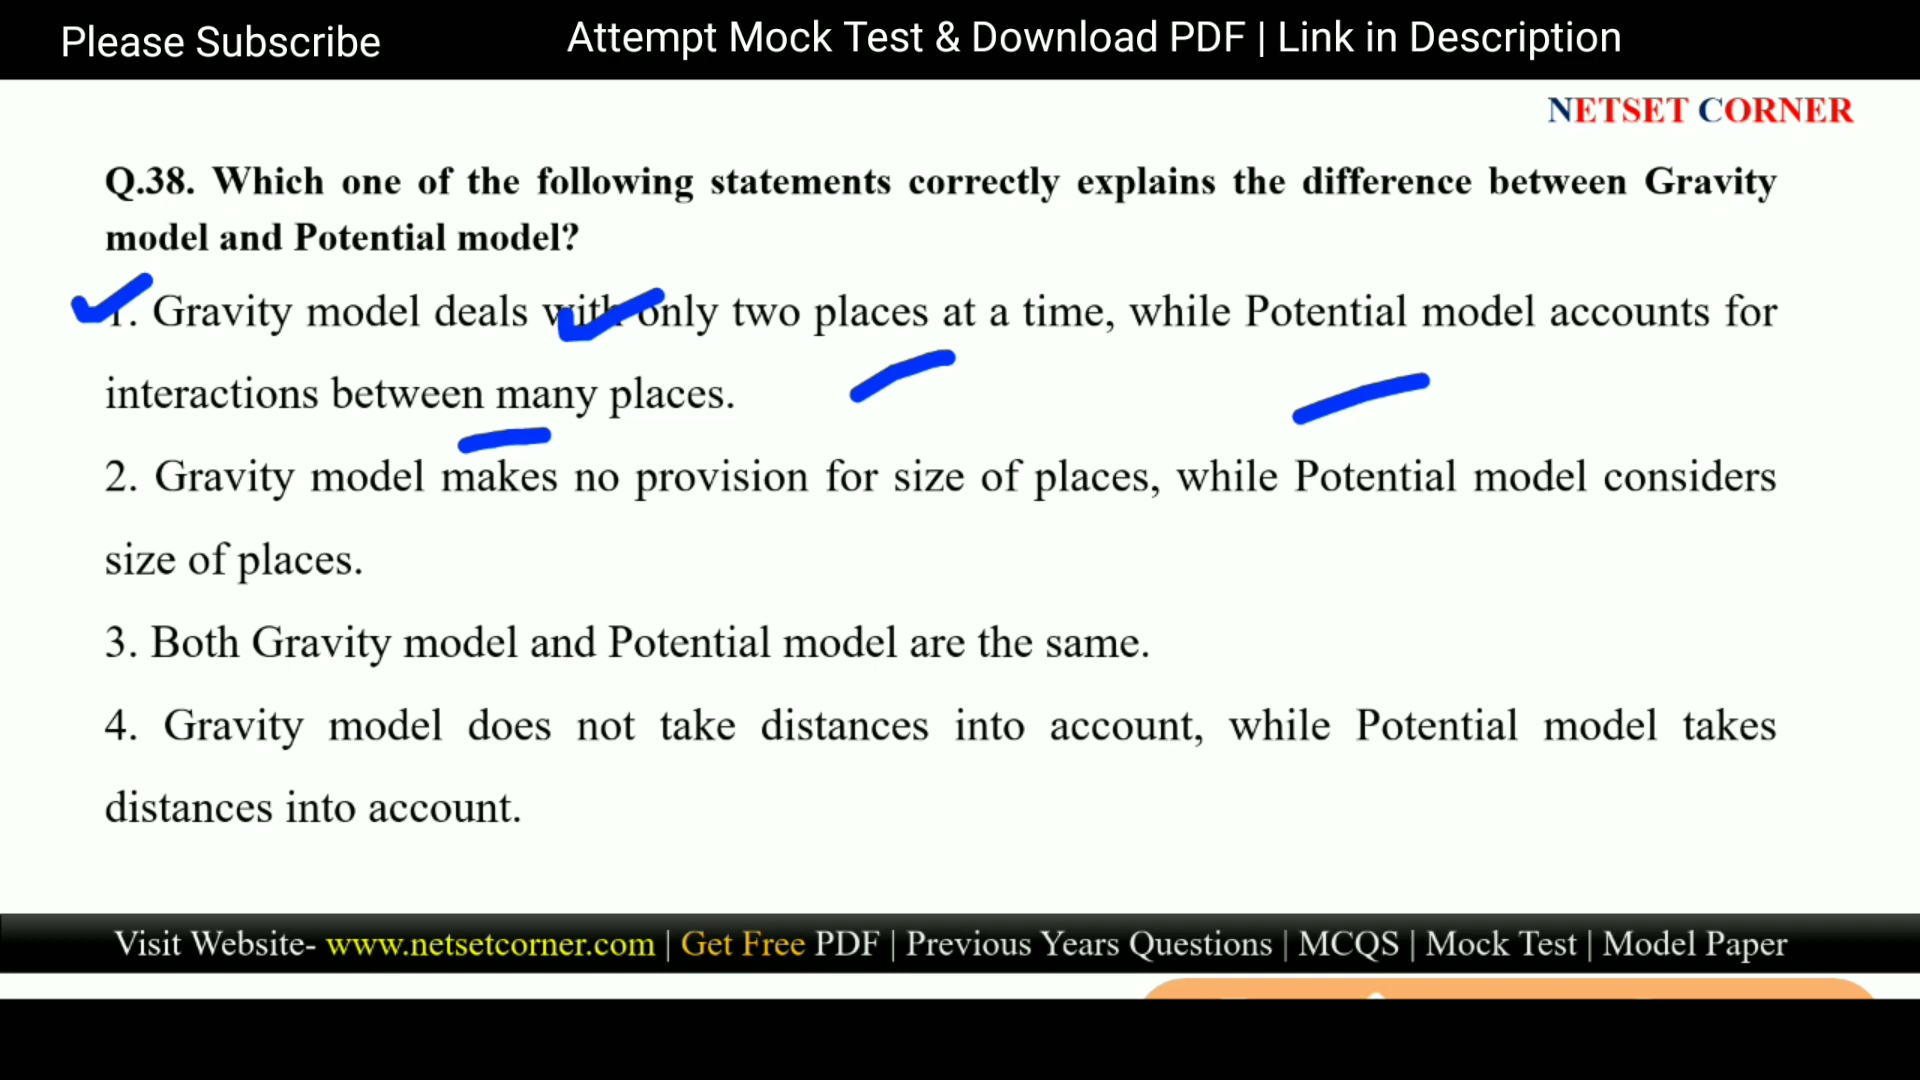 Please Subscribe
Attempt Mock Test & Download PDF | Link in Description
NETSET CORNER
Q.38. Which one of the following statements correctly explains the difference between Gravity
model and Potential model?
1. Gravity model deals with only two places at a time, while Potential model accounts for
interactions between many places.
2. Gravity model makes no provision for size of places, while Potential model considers
size of places.
3. Both Gravity model and Potential model are the same.
4. Gravity model does not take distances into account, while Potential model takes
distances into account.
Visit Website- www.netsetcorner.com | Get Free PDF | Previous Years Questions | MCQS | Mock Test | Model Paper